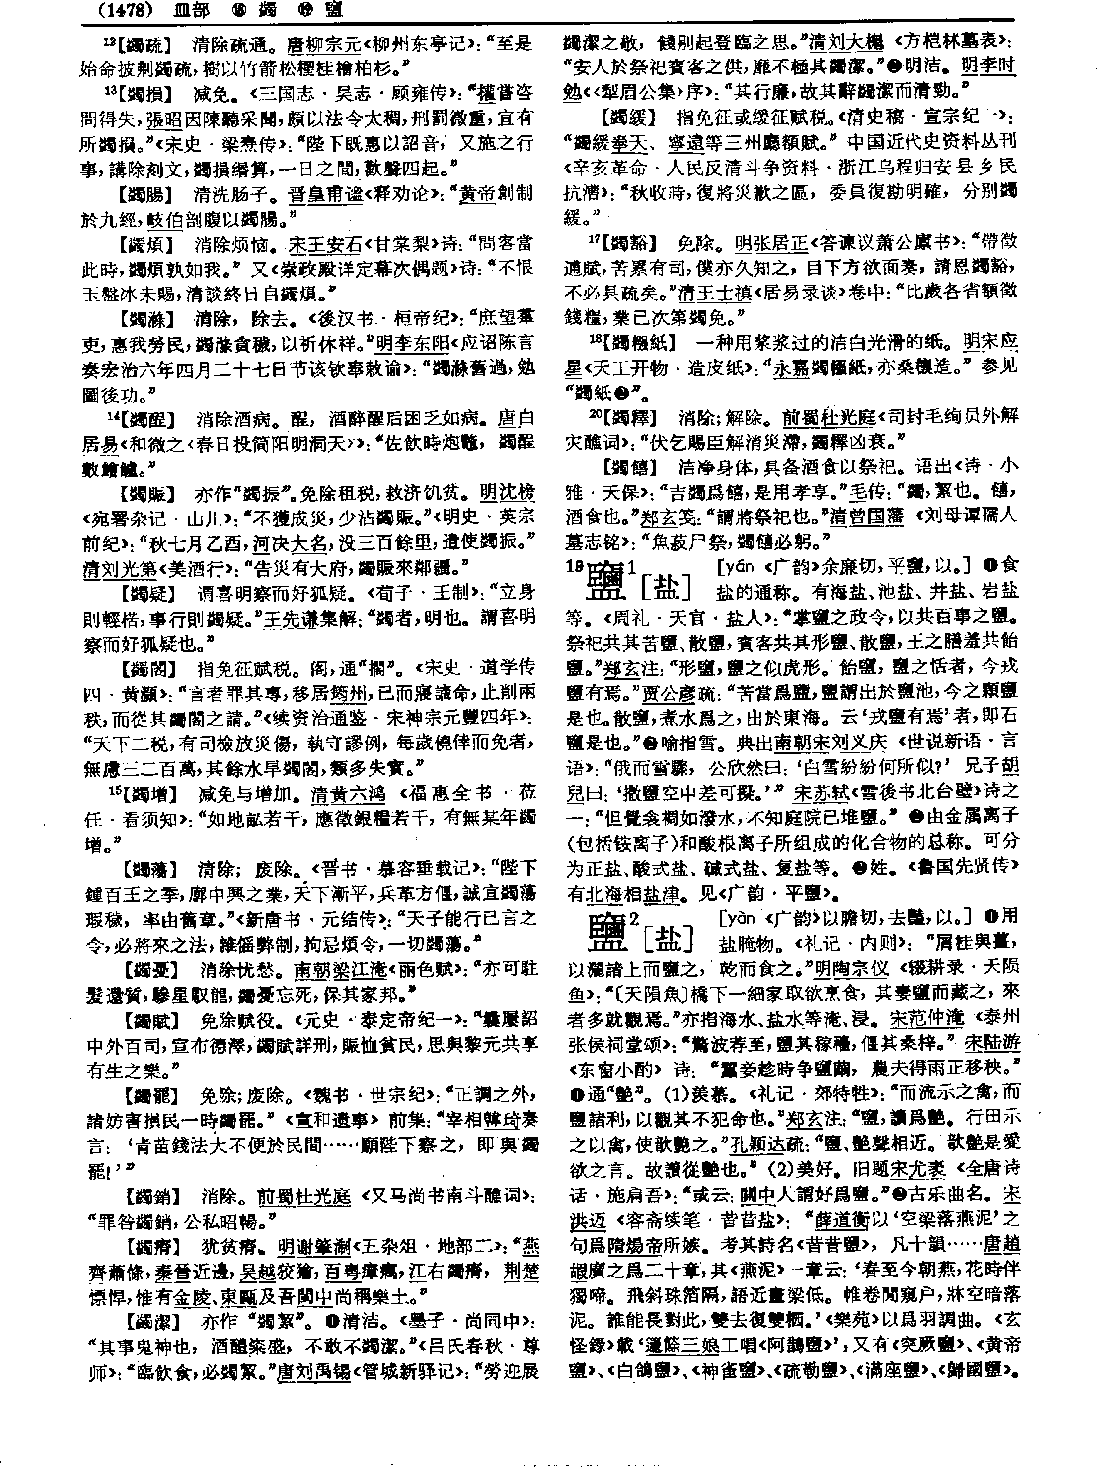 (1478) 皿部 ⑱ 蠲 ⑲ 鹽
12【蠲疏】 清除疏通。唐柳宗元《柳州东亭记》:“至是
始命披荆蠲疏,樹以竹箭松檉桂檜柏杉。”
13【蠲損】 减免。《三国志·吴志·顾雍传》:“權嘗咨
問得失,張昭因陳聽采聞,頗以法令太稠,刑罰微重,宜有
所蠲損。”《宋史·梁燾传》:“陛下既惠以詔音,又施之行
事,講除刻文,蠲損緡算,一日之間,歡聲四起。”
【蠲腸】 清洗肠子。晋皇甫谧《释劝论》:“黄帝創制
於九經,岐伯剖腹以蠲腸。”
【蠲煩】 消除烦恼。宋王安石《甘棠梨》诗:“問客當
此時,蠲煩孰如我。” 又《崇政殿详定幕次偶题》诗:“不恨
玉盤冰未賜,清談終日自蠲煩。”
【蠲滌】 清除,除去。《後汉书·桓帝纪》:“庶望羣
吏,惠我勞民,蠲滌貪穢,以祈休祥。”明李东阳《应诏陈言
奏宏治六年四月二十七日节该钦奉敕谕》:“蠲滌舊過,勉
圖後功。”
14【蠲酲】 消除酒病。酲,酒醉醒后困乏如病。唐白
居易《和微之〈春日投简阳明洞天〉》:“佐飲時炮鼈,蠲酲
數鱠鱸。”
【蠲賑】 亦作“蠲振”。免除租税,救济饥贫。明沈榜
《宛署杂记·山川》:“不獲成災,少沾蠲賑。”《明史·英宗
前纪》:“秋七月乙酉,河決大名,没三百餘里,遣使蠲振。”
清刘光第《美酒行》:“告災有大府,蠲賑來鄰疆。”
【蠲疑】 谓喜明察而好狐疑。《荀子·王制》:“立身
則輕楛,事行則蠲疑。”王先谦集解:“蠲者,明也。謂喜明
察而好狐疑也。”
【蠲閣】 指免征赋税。阁,通“擱”。《宋史·道学传
四·黄灝》:“言者罪其專,移居筠州,已而寢謫命,止削兩
秩,而從其蠲閣之請。”《续资治通鉴·宋神宗元豐四年》:
“天下二税,有司檢放災傷,執守謬例,每歲僥倖而免者,
無慮三二百萬,其餘水旱蠲閣,類多失實。”
15【蠲增】 减免与增加。清黄六鸿《福惠全书·莅
任·看须知》:“如地畝若干,應徵銀糧若干,有無某年蠲
增。”
【蠲蕩】 清除;废除。《晋书·慕容垂载记》:“陛下
鍾百王之季,廓中興之業,天下漸平,兵革方偃,誠宜蠲蕩
瑕穢,率由舊章。”《新唐书·元结传》:“天子能行已言之
令,必將來之法,雜徭弊制,拘忌煩令,一切蠲蕩。”
【蠲憂】 消除忧愁。南朝梁江淹《丽色赋》:“亦可駐
髮還質,驂星馭龍,蠲憂忘死,保其家邦。”
【蠲賦】 免除赋役。《元史·泰定帝纪一》:“曩屢詔
中外百司,宣布德澤,蠲賦詳刑,賑恤貧民,思與黎元共享
有生之樂。”
【蠲罷】 免除;废除。《魏书·世宗纪》:“正調之外,
諸妨害損民一時蠲罷。”《宣和遗事》前集:“宰相韓琦奏
言:‘青苗錢法大不便於民間……願陛下察之,即與蠲
罷!’”
【蠲銷】 消除。前蜀杜光庭《又马尚书南斗醮词》:
“罪咎蠲銷,公私昭暢。”
【蠲瘠】 犹贫瘠。明谢肇淛《五杂俎·地部二》:“燕
齊蕭條,秦晉近邊,吴越狡獪,百粤瘴癘,江右蠲瘠,荆楚
慓悍,惟有金陵、東甌及吾閩中尚稱樂土。”
【蠲潔】 亦作“蠲絜”。❶清洁。《墨子·尚同中》:
“其事鬼神也,酒醴粢盛,不敢不蠲潔。”《吕氏春秋·尊
师》:“臨飲食,必蠲絜。”唐刘禹锡《管城新驿记》:“勞迎展
蠲潔之敬,餞别起登臨之思。”清刘大櫆《方梡林墓表》:
“安人於祭祀賓客之供,靡不極其蠲潔。”❷明洁。明李时
勉《〈犁眉公集〉序》:“其行廉,故其辭蠲潔而清勁。”
【蠲緩】 指免征或缓征赋税。《清史稿·宣宗纪一》:
“蠲緩奉天、寧遠等三州廳額賦。”中国近代史资料丛刊
《辛亥革命·人民反清斗争资料·浙江乌程归安县乡民
抗漕》:“秋收時,復將災歉之區,委員復勘明確,分别蠲
緩。”
17【蠲豁】 免除。明张居正《答谏议萧公廪书》:“帶徵
逋賦,苦累有司,僕亦久知之,目下方欲面奏,請恩蠲豁,
不必具疏矣。”清王士禛《居易录谈》卷中:“比歲各省額徵
錢糧,業已次第蠲免。”
18【蠲糨紙】 一种用浆浆过的洁白光滑的纸。明宋应
星《天工开物·造皮纸》:“永嘉蠲糨紙,亦桑穰造。” 参见
“蠲紙❷”。
20【蠲釋】 消除;解除。前蜀杜光庭《司封毛绚员外解
灾醮词》:“伏乞賜臣解消災滯,蠲釋凶衰。”
【蠲饎】 洁净身体,具备酒食以祭祀。语出《诗·小
雅·天保》:“吉蠲爲饎,是用孝享。”毛传:“蠲,絜也。饎,
酒食也。”郑玄笺:“謂將祭祀也。”清曾国藩《刘母谭孺人
墓志铭》:“魚菽尸祭,蠲饎必躬。”
19鹽1[盐] [yán 《广韵》余廉切,平鹽,以。] ❶食
盐的通称。有海盐、池盐、井盐、岩盐
等。《周礼·天官·盐人》:“掌鹽之政令,以共百事之鹽。
祭祀共其苦鹽、散鹽,賓客共其形鹽、散鹽,王之膳羞共飴
鹽。”郑玄注:“形鹽,鹽之似虎形。飴鹽,鹽之恬者,今戎
鹽有焉。”贾公彦疏:“苦當爲盬,盬謂出於鹽池,今之顆鹽
是也。散鹽,煮水爲之,出於東海。云‘戎鹽有焉’者,即石
鹽是也。”❷喻指雪。典出南朝宋刘义庆《世说新语·言
语》:“俄而雪驟,公欣然曰:‘白雪紛紛何所似?’兄子胡
兒曰:‘撒鹽空中差可擬。’” 宋苏轼《雪後书北台壁》诗之
一:“但覺衾裯如潑水,不知庭院已堆鹽。” ❸由金属离子
(包括铵离子)和酸根离子所组成的化合物的总称。可分
为正盐、酸式盐、碱式盐、复盐等。❹姓。《鲁国先贤传》
有北海相盐津。见《广韵·平鹽》。
鹽2[盐] [yàn 《广韵》以贍切,去豔,以。] ❶用
盐腌物。《礼记·内则》:“屑桂與薑,
以灑諸上而鹽之,乾而食之。”明陶宗仪《辍耕录·天陨
鱼》:“〔天隕魚〕橋下一細家取欲烹食,其妻鹽而藏之,來
者多就觀焉。”亦指海水、盐水等淹、浸。宋范仲淹《泰州
张侯祠堂颂》:“驚波荐至,鹽其稼穡,偃其桑梓。”宋陆游
《东窗小酌》诗:“蠶妾趁時争鹽繭,農夫得雨正移秧。”
❷通“艷”。(1)羡慕。《礼记·郊特牲》:“而流示之禽,而
鹽諸利,以觀其不犯命也。”郑玄注:“鹽,讀爲艷。行田示
之以禽,使歆艷之。”孔颖达疏:“鹽、艷聲相近。歆艷是愛
欲之言。故讀從艷也。” (2)美好。旧题宋尤袤《全唐诗
话·施肩吾》:“或云:關中人謂好爲鹽。”❸古乐曲名。宋
洪迈《容斋续笔·昔昔盐》:“薛道衡以‘空梁落燕泥’之
句爲隋煬帝所嫉。考其詩名《昔昔鹽》,凡十韻……唐趙
嘏廣之爲二十章,其《燕泥》一章云:‘春至今朝燕,花時伴
獨啼。飛斜珠箔隔,語近畫梁低。帷卷閒窺户,牀空暗落
泥。誰能長對此,雙去復雙栖。’《樂苑》以爲羽調曲。《玄
怪録》載‘籧篨三娘工唱《阿鵲鹽》’,又有《突厥鹽》、《黄帝
鹽》、《白鴿鹽》、《神雀鹽》、《疏勒鹽》、《滿座鹽》、《歸國鹽》。